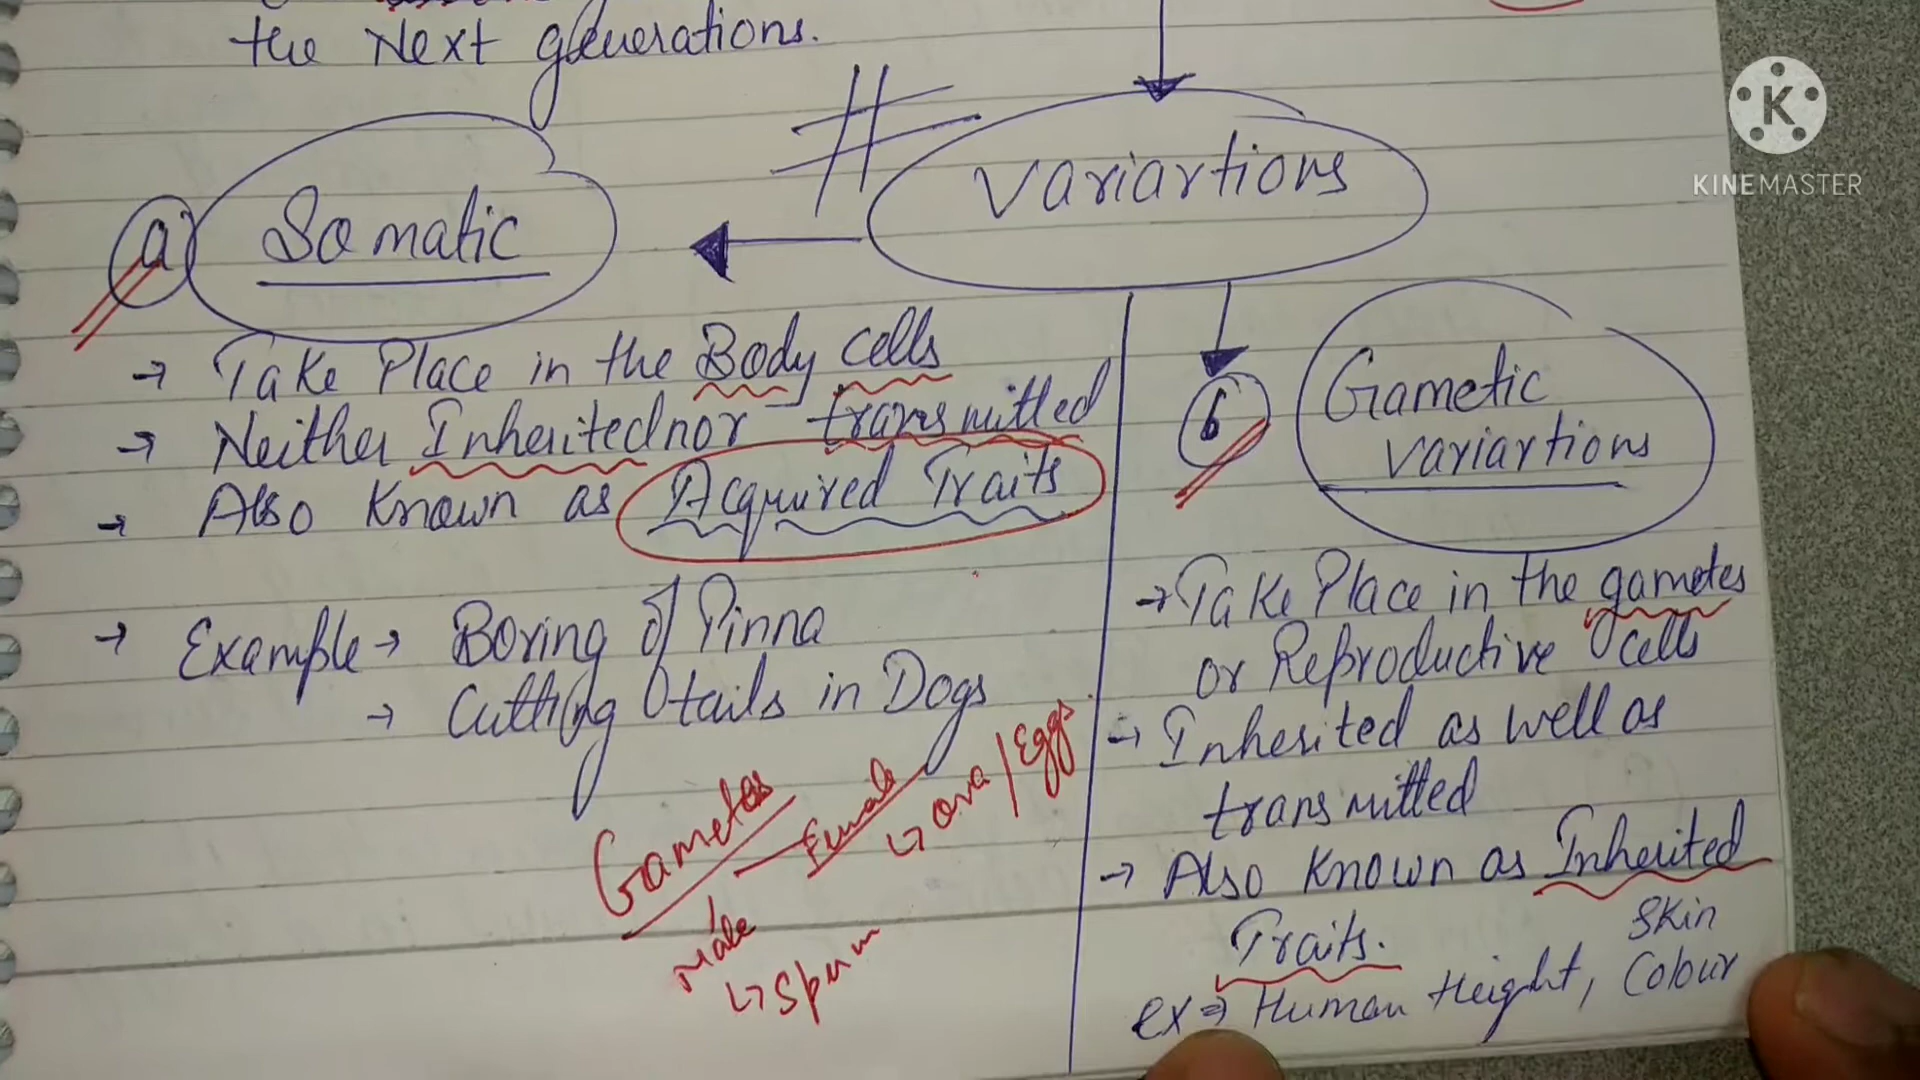 the Next generations.
Variartions
a
Somatic
→ Take Place in the Body cells
→ Neither Inherited nor transmitted
→ Also Known as Acquired Traits
→ Example → Boring of Pinna
→ Cutting of tails in Dogs
Gametes
Male
↳ Sperm
Female
↳ Ova / Eggs
b
Gametic
variartions
→ Take Place in the gametes
or Reproductive cells
→ Inherited as well as
transmitted
→ Also Known as Inherited
Traits.
ex ⇒ Human Height, Skin
Colour
K
KINEMASTER